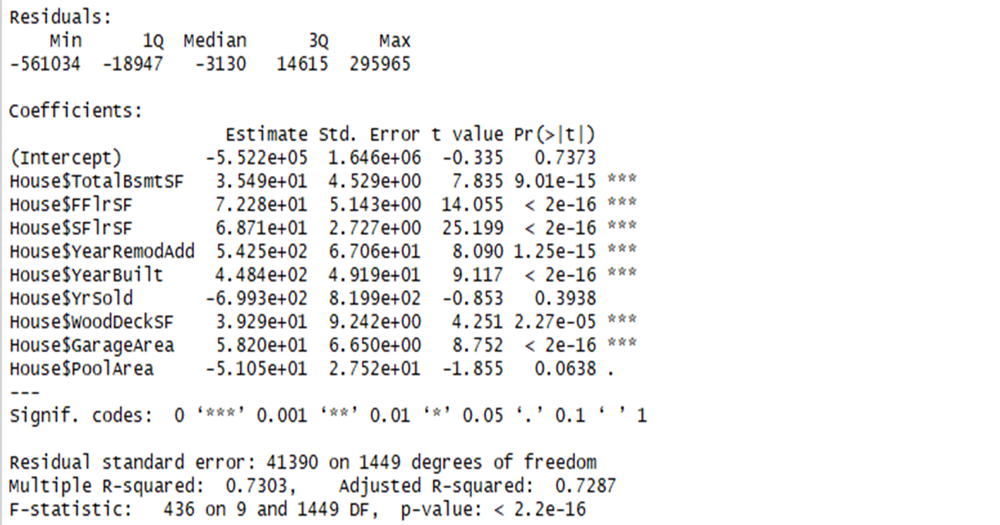 Residuals:
    Min      1Q  Median      3Q     Max
-561034  -18947   -3130   14615  295965
Coefficients:
                    Estimate Std. Error t value Pr(>|t|)
(Intercept)       -5.522e+05  1.646e+06  -0.335   0.7373
House$TotalBsmtSF  3.549e+01  4.529e+00   7.835 9.01e-15 ***
House$FFlrSF       7.228e+01  5.143e+00  14.055  < 2e-16 ***
House$SFlrSF       6.871e+01  2.727e+00  25.199  < 2e-16 ***
House$YearRemodAdd  5.425e+02  6.706e+01   8.090 1.25e-15 ***
House$YearBuilt    4.484e+02  4.919e+01   9.117  < 2e-16 ***
House$YrSold      -6.993e+02  8.199e+02  -0.853   0.3938
House$WoodDeckSF   3.929e+01  9.242e+00   4.251 2.27e-05 ***
House$GarageArea   5.820e+01  6.650e+00   8.752  < 2e-16 ***
House$PoolArea    -5.105e+01  2.752e+01  -1.855   0.0638 .
---
Signif. codes:  0 ‘***’ 0.001 ‘**’ 0.01 ‘*’ 0.05 ‘.’ 0.1 ‘ ’ 1
Residual standard error: 41390 on 1449 degrees of freedom
Multiple R-squared:  0.7303,    Adjusted R-squared:  0.7287
F-statistic:   436 on 9 and 1449 DF,  p-value: < 2.2e-16